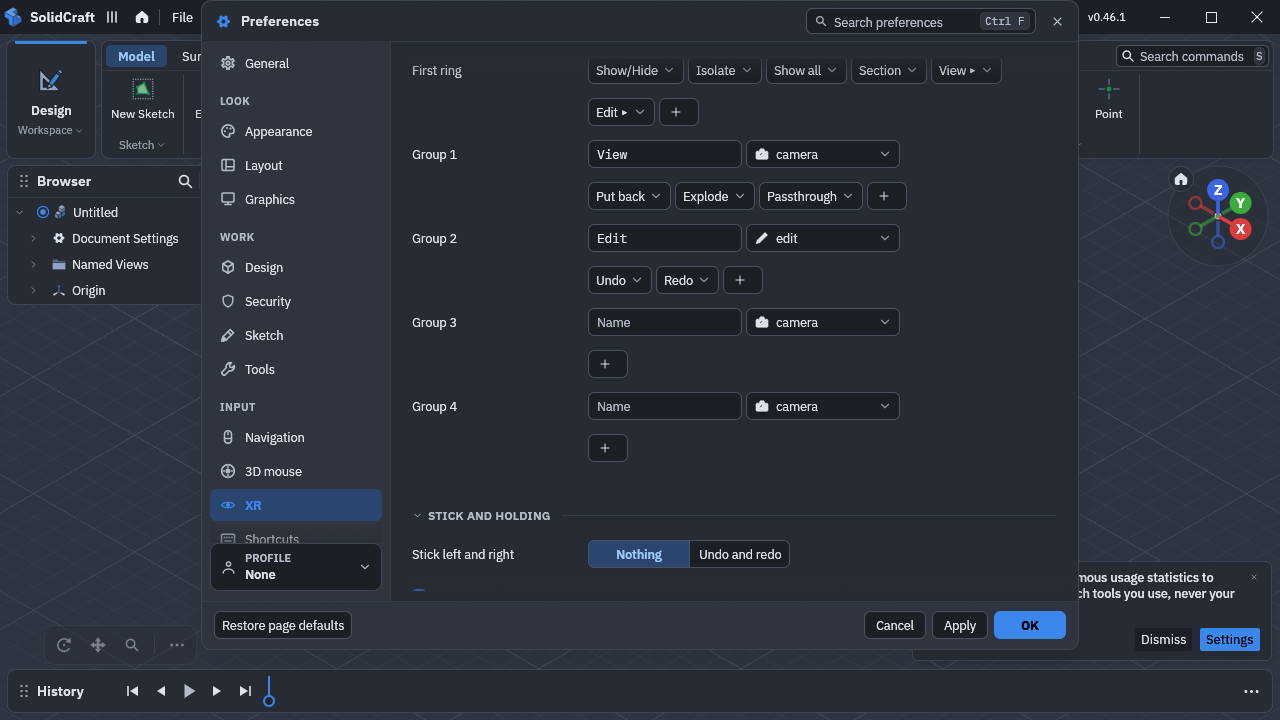 SolidCraft
File
Preferences
Search preferences
Ctrl F
v0.46.1
Design
Workspace
Model
Sur
New Sketch
E
Sketch
Search commands
S
Point
Browser
Untitled
Document Settings
Named Views
Origin
General
LOOK
Appearance
Layout
Graphics
WORK
Design
Security
Sketch
Tools
INPUT
Navigation
3D mouse
XR
Shortcuts
PROFILE
None
First ring
Show/Hide
Isolate
Show all
Section
View ▸
Edit ▸
+
Group 1
View
camera
Put back
Explode
Passthrough
+
Group 2
Edit
edit
Undo
Redo
+
Group 3
Name
camera
+
Group 4
Name
camera
+
STICK AND HOLDING
Stick left and right
Nothing
Undo and redo
Restore page defaults
Cancel
Apply
OK
Z
Y
X
mous usage statistics to
ch tools you use, never your
Dismiss
Settings
History